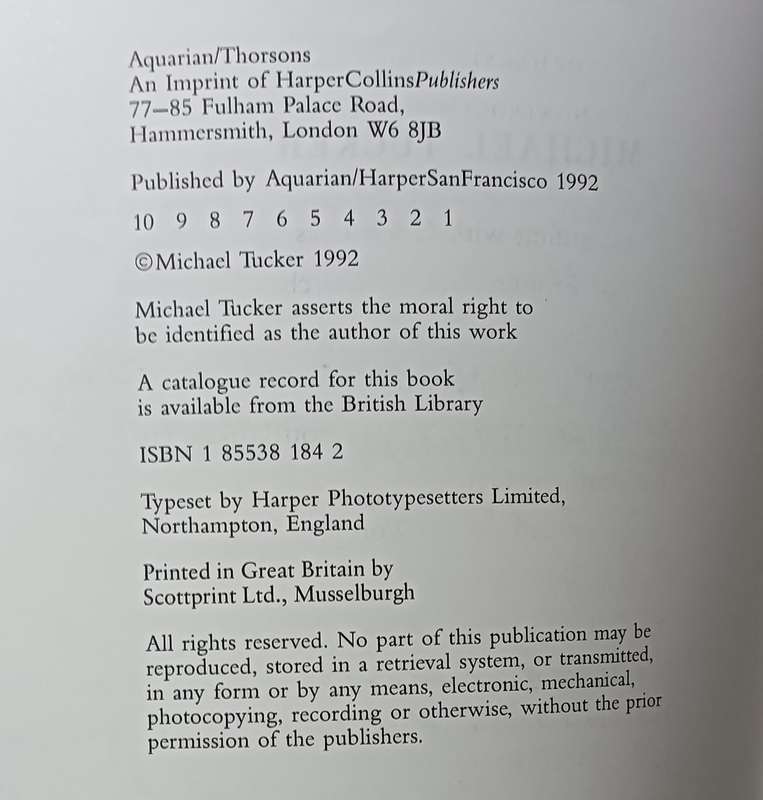 Aquarian/Thorsons
An Imprint of HarperCollinsPublishers
77—85 Fulham Palace Road,
Hammersmith, London W6 8JB
Published by Aquarian/HarperSanFrancisco 1992
10 9 8 7 6 5 4 3 2 1
©Michael Tucker 1992
Michael Tucker asserts the moral right to
be identified as the author of this work
A catalogue record for this book
is available from the British Library
ISBN 1 85538 184 2
Typeset by Harper Phototypesetters Limited,
Northampton, England
Printed in Great Britain by
Scottprint Ltd., Musselburgh
All rights reserved. No part of this publication may be
reproduced, stored in a retrieval system, or transmitted,
in any form or by any means, electronic, mechanical,
photocopying, recording or otherwise, without the prior
permission of the publishers.